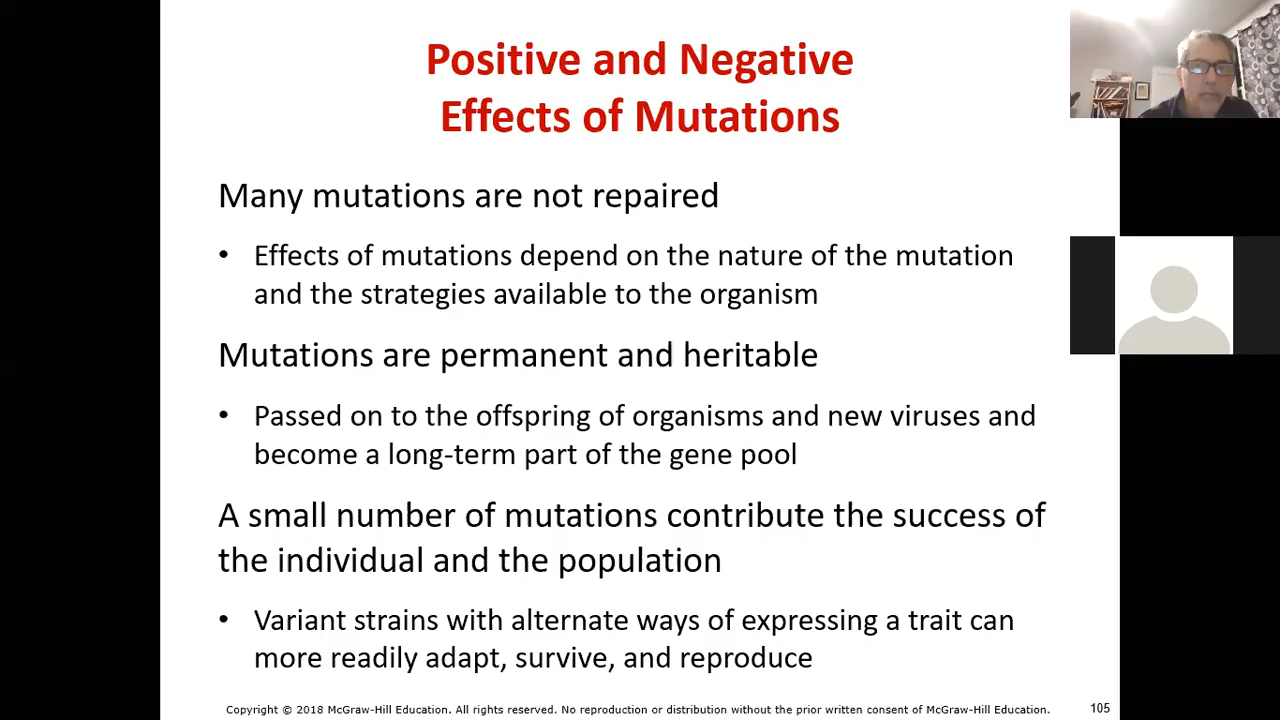 Positive and Negative
Effects of Mutations
Many mutations are not repaired
• Effects of mutations depend on the nature of the mutation
and the strategies available to the organism
Mutations are permanent and heritable
• Passed on to the offspring of organisms and new viruses and
become a long-term part of the gene pool
A small number of mutations contribute the success of
the individual and the population
• Variant strains with alternate ways of expressing a trait can
more readily adapt, survive, and reproduce
Copyright © 2018 McGraw-Hill Education. All rights reserved. No reproduction or distribution without the prior written consent of McGraw-Hill Education.
105